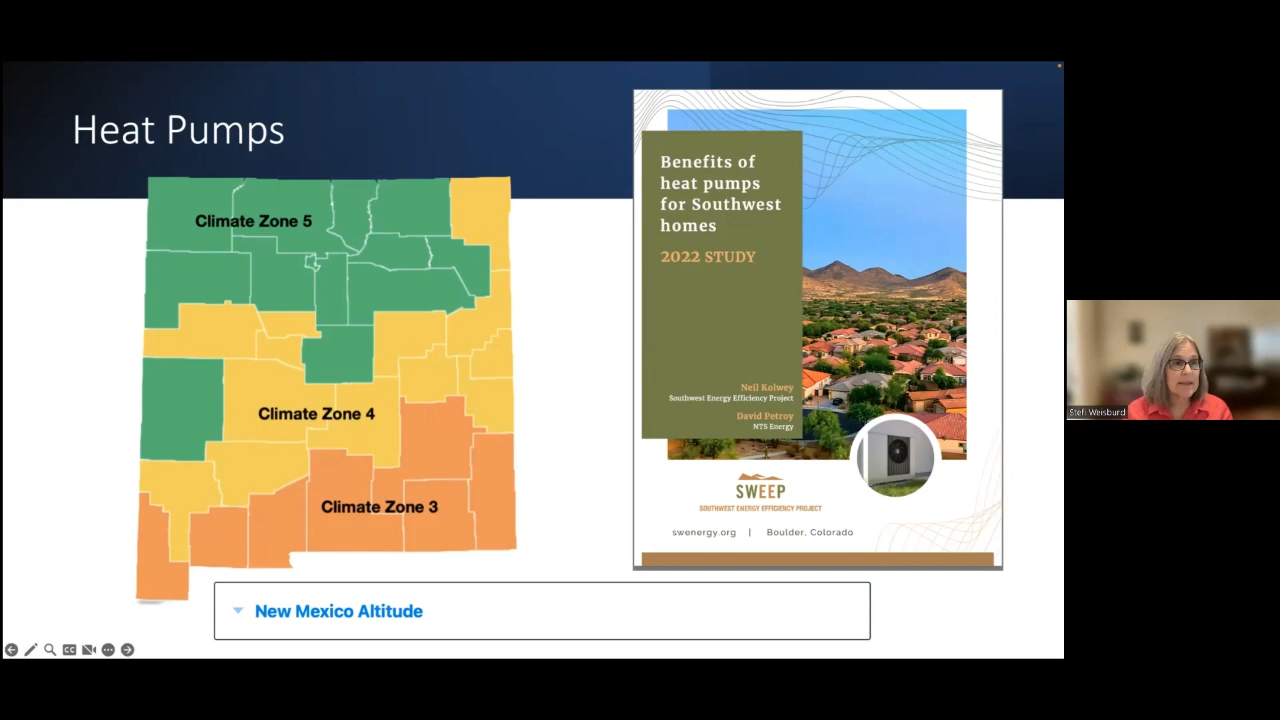 Heat Pumps
Climate Zone 5
Climate Zone 4
Climate Zone 3
New Mexico Altitude
Benefits of
heat pumps
for Southwest
homes
2022 STUDY
Neil Kolwey
Southwest Energy Efficiency Project
David Petroy
NTS Energy
SWEEP
SOUTHWEST ENERGY EFFICIENCY PROJECT
swenergy.org | Boulder, Colorado
CC
Stefi Weisburd